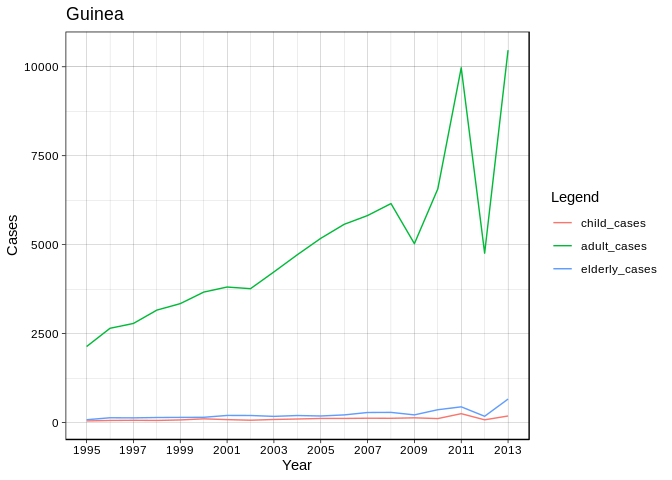 Guinea
10000
7500
5000
2500
0
Cases
1995 1997 1999 2001 2003 2005 2007 2009 2011 2013
Year
Legend
child_cases
adult_cases
elderly_cases